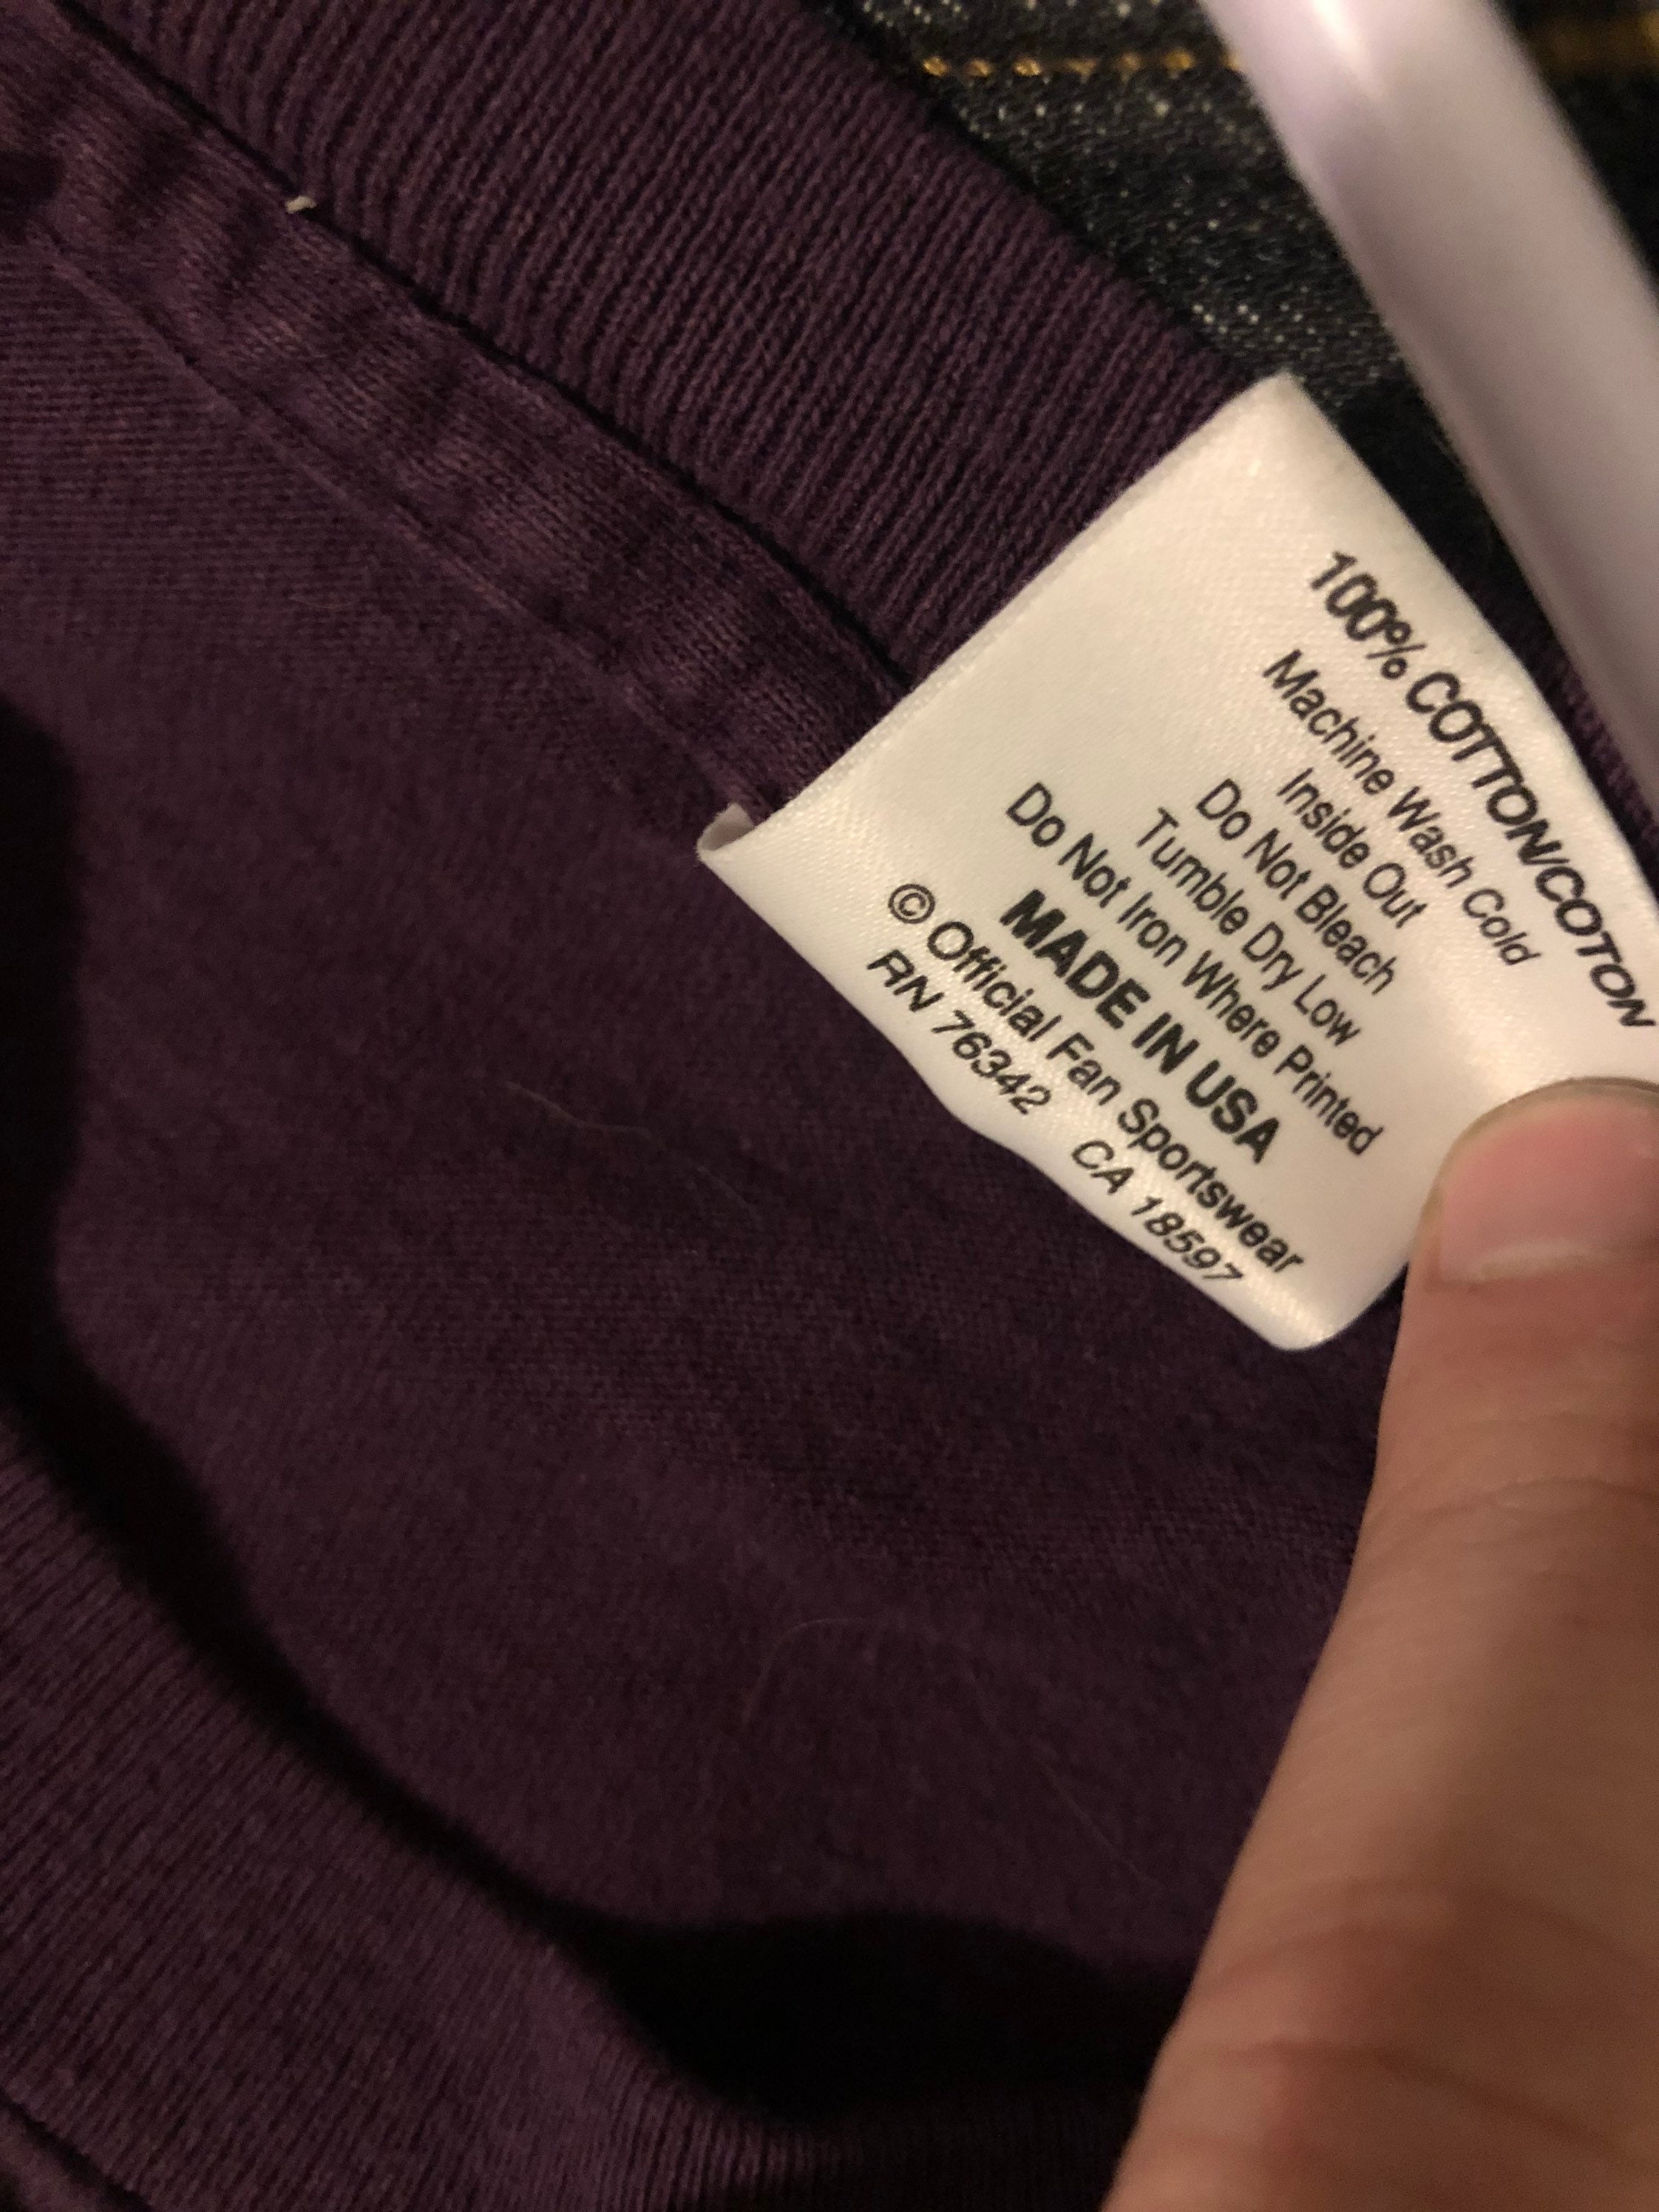 100% COTTON/COTON
Machine Wash Cold
Inside Out
Do Not Bleach
Tumble Dry Low
Do Not Iron Where Printed
MADE IN USA
© Official Fan Sportswear
RN 76342 CA 18597